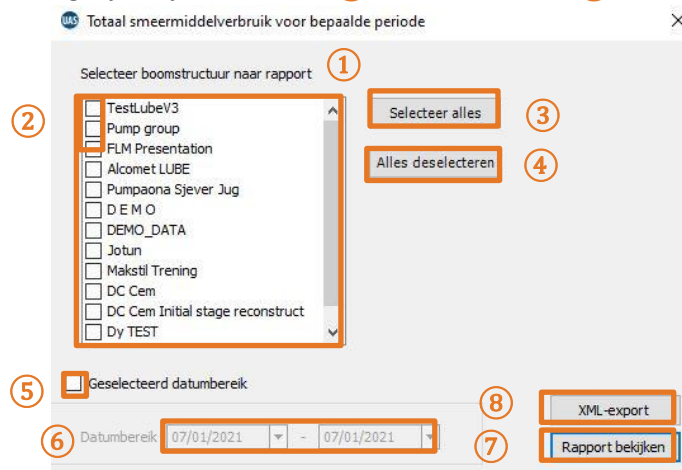 UAS Totaal smeermiddelverbruik voor bepaalde periode X
Selecteer boomstructuur naar rapport 1
2
TestLubeV3
Pump group
FLM Presentation
Alcomet LUBE
Pumpaona Sjever Jug
D E M O
DEMO_DATA
Jotun
Makstil Trening
DC Cem
DC Cem Initial stage reconstruct
Dy TEST
Selecteer alles 3
Alles deselecteren 4
5 Geselecteerd datumbereik
6 Datumbereik 07/01/2021 - 07/01/2021
8 XML-export
7 Rapport bekijken